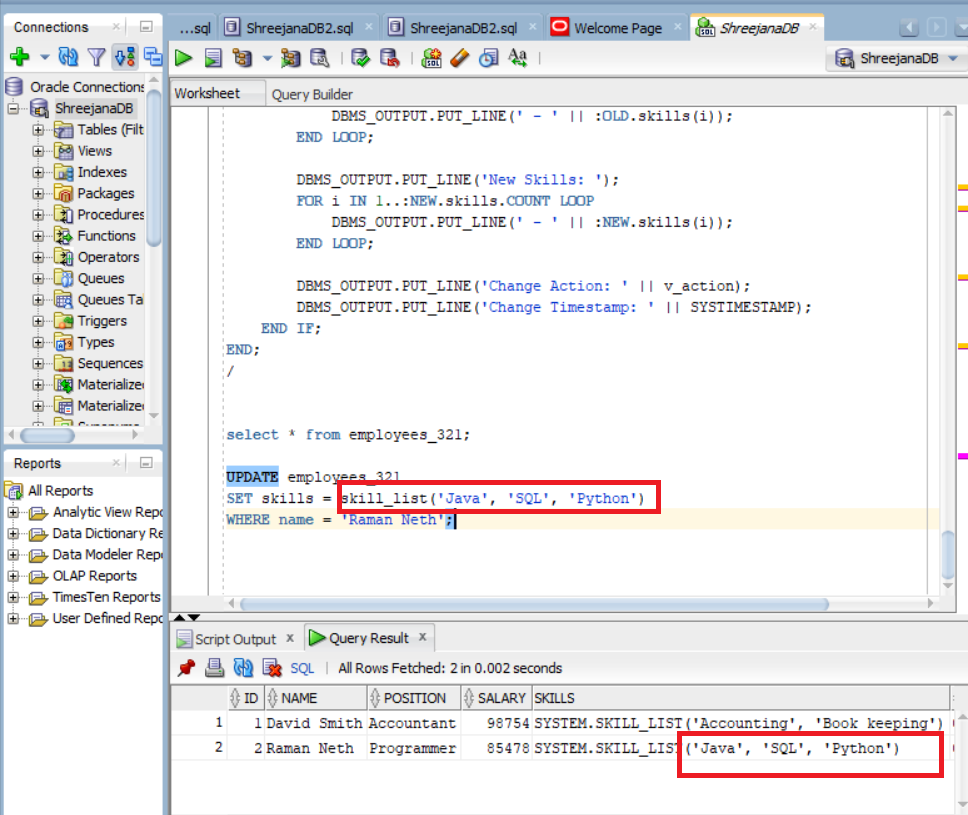 Connections
...sql
ShreejanaDB2.sql
ShreejanaDB2.sql
Welcome Page
ShreejanaDB
ShreejanaDB
Oracle Connections
ShreejanaDB
Tables (Filt
Views
Indexes
Packages
Procedures
Functions
Operators
Queues
Queues Ta
Triggers
Types
Sequences
Materialize
Materialize
Worksheet
Query Builder
DBMS_OUTPUT.PUT_LINE(' - ' || :OLD.skills(i));
END LOOP;
DBMS_OUTPUT.PUT_LINE('New Skills: ');
FOR i IN 1..:NEW.skills.COUNT LOOP
DBMS_OUTPUT.PUT_LINE(' - ' || :NEW.skills(i));
END LOOP;
DBMS_OUTPUT.PUT_LINE('Change Action: ' || v_action);
DBMS_OUTPUT.PUT_LINE('Change Timestamp: ' || SYSTIMESTAMP);
END IF;
END;
/
select * from employees_321;
UPDATE employees_321
SET skills = skill_list('Java', 'SQL', 'Python')
WHERE name = 'Raman Neth';
Reports
All Reports
Analytic View Repo
Data Dictionary Re
Data Modeler Repo
OLAP Reports
TimesTen Reports
User Defined Repo
Script Output
Query Result
SQL | All Rows Fetched: 2 in 0.002 seconds
ID NAME POSITION SALARY SKILLS
1 1 David Smith Accountant 98754 SYSTEM.SKILL_LIST('Accounting', 'Book keeping')
2 2 Raman Neth Programmer 85478 SYSTEM.SKILL_LIST('Java', 'SQL', 'Python')